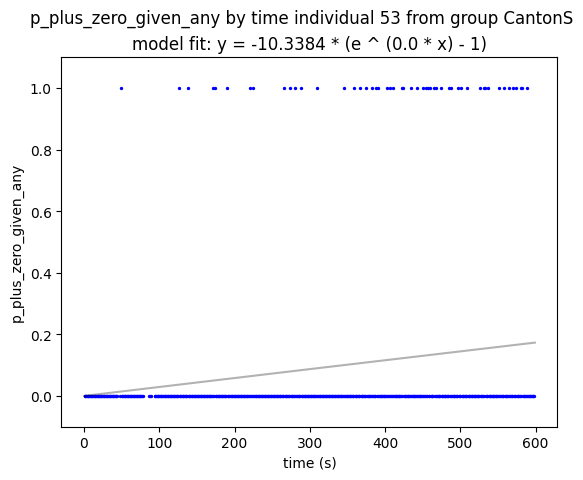 p_plus_zero_given_any by time individual 53 from group CantonS
model fit: y = -10.3384 * (e ^ (0.0 * x) - 1)
1.0
0.8
0.6
0.4
0.2
0.0
p_plus_zero_given_any
0 100 200 300 400 500 600
time (s)